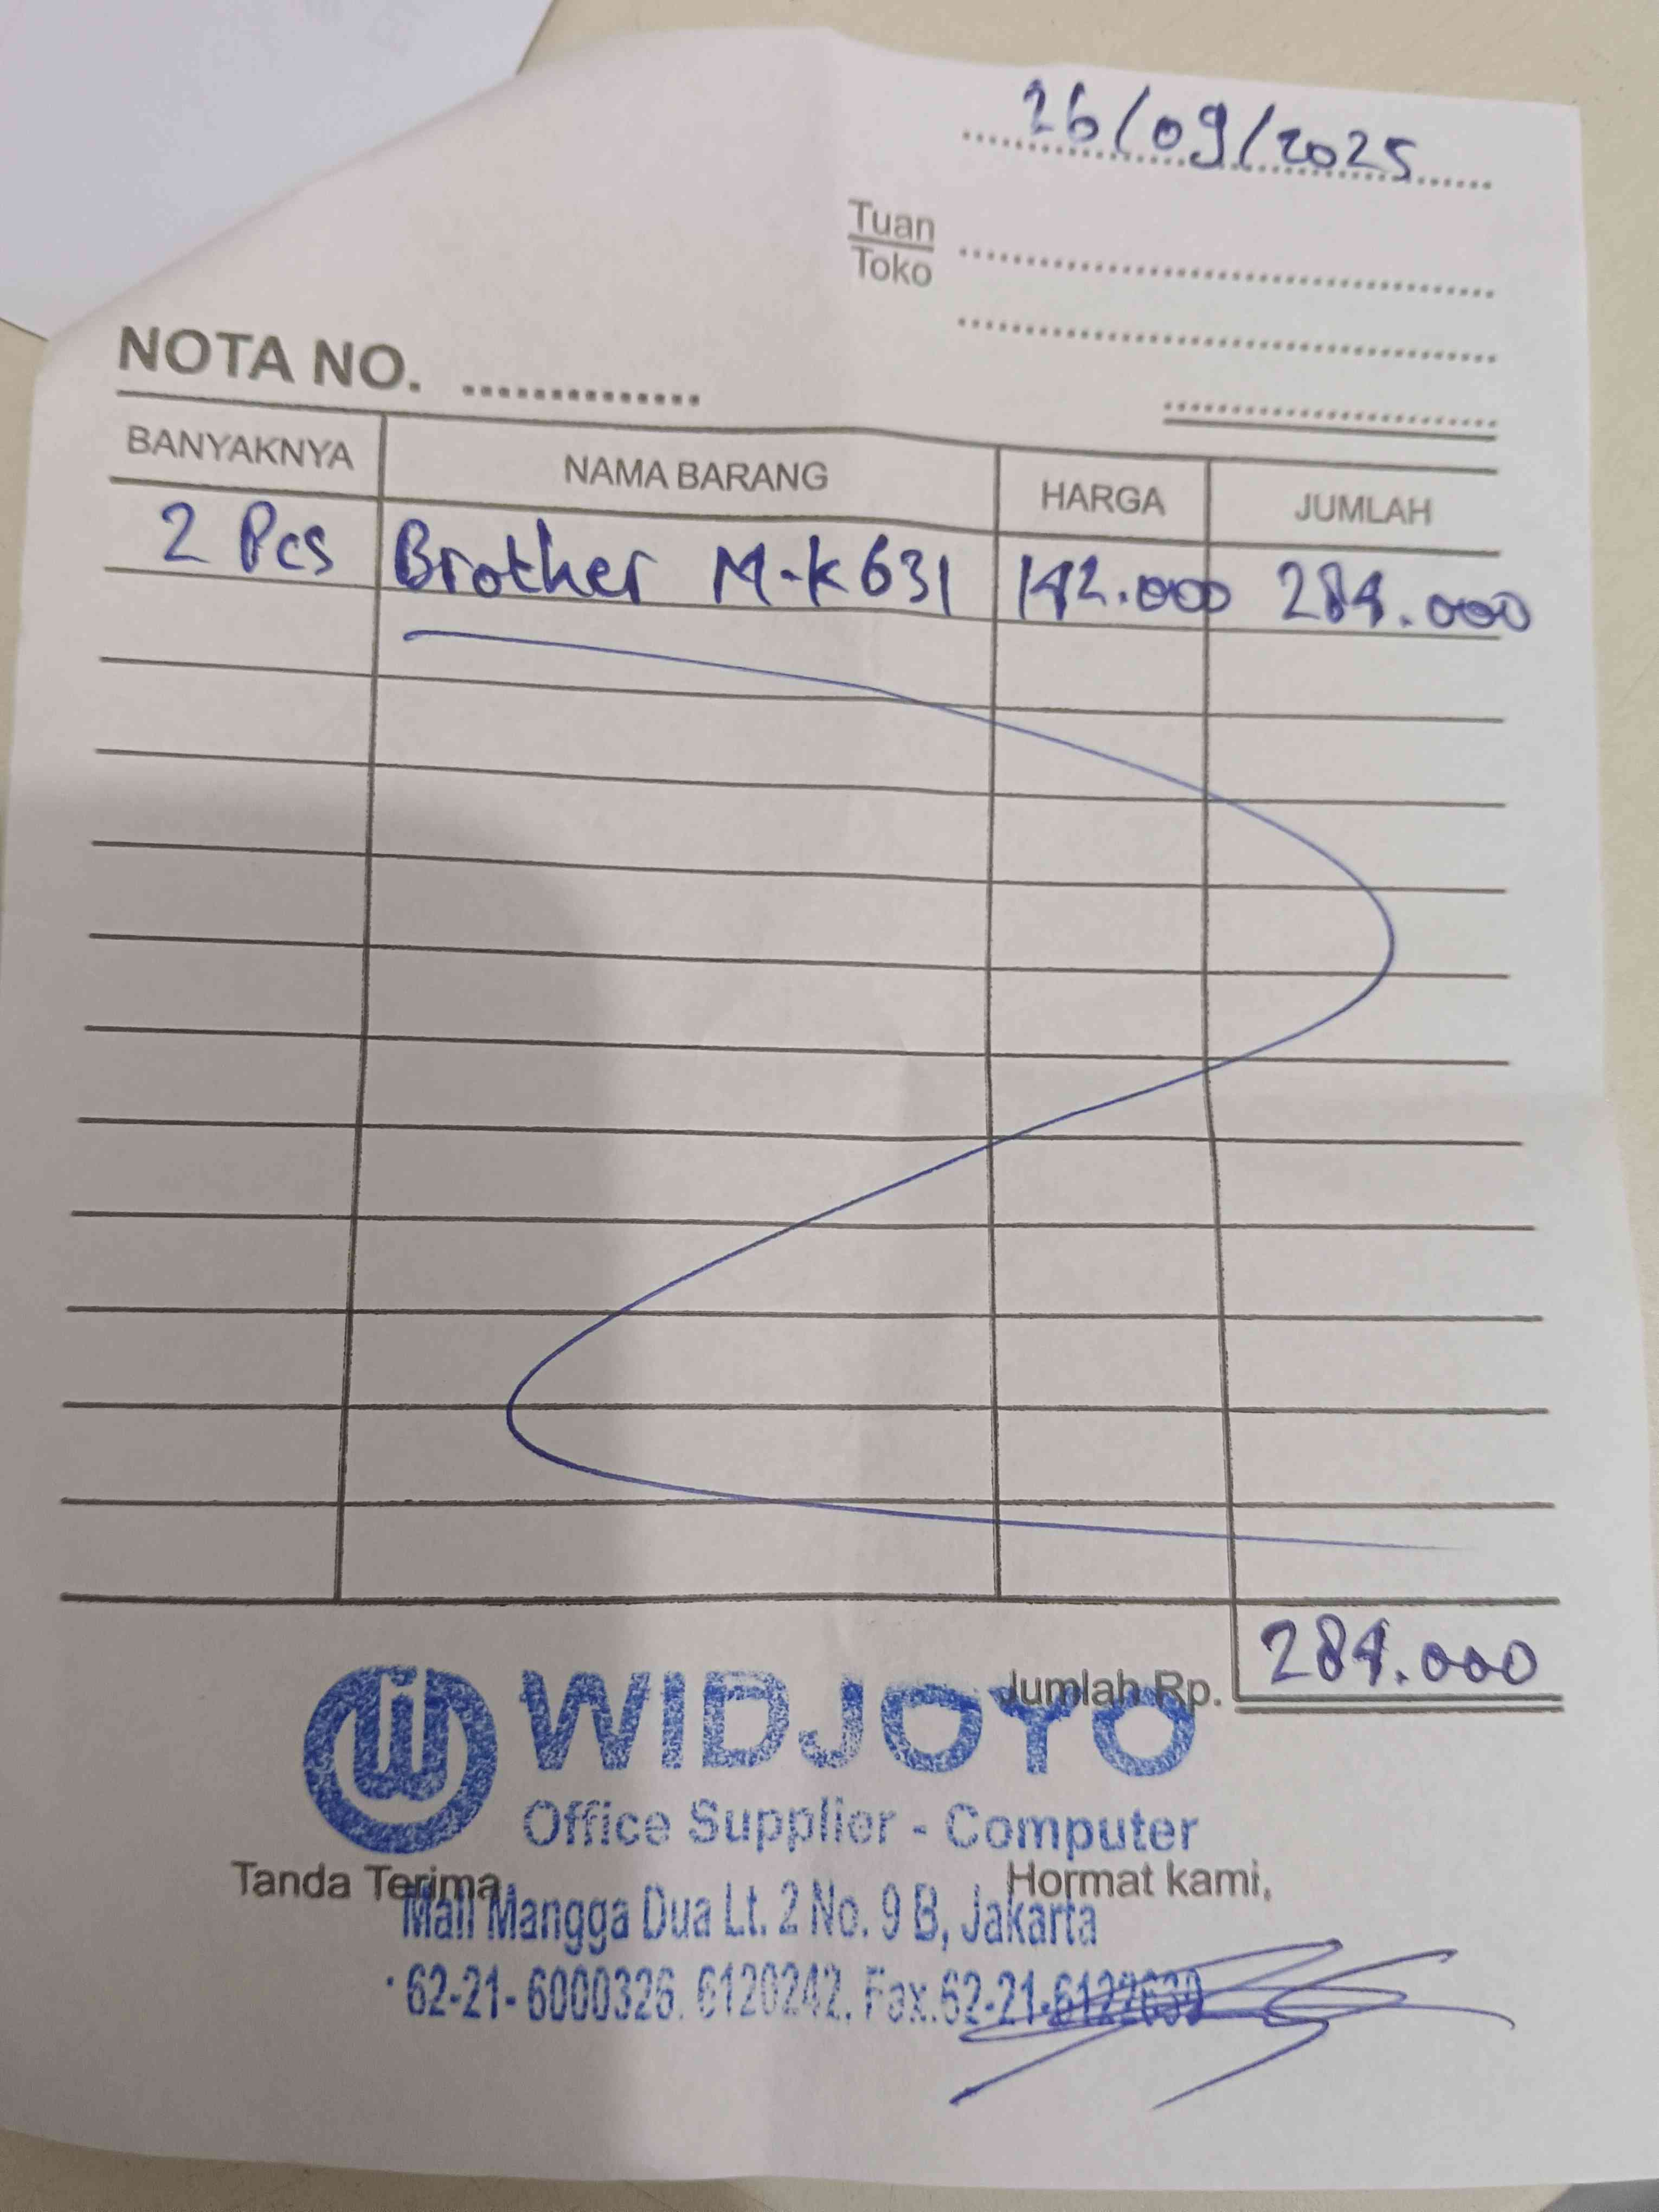 26/09/2025
Tuan
Toko
NOTA NO.
BANYAKNYA NAMA BARANG HARGA JUMLAH
2 Pcs Brother M-K631 142.000 284.000
Jumlah Rp. 284.000
WIDJOYO
Office Supplier - Computer
Tanda Terima Hormat kami,
Mall Mangga Dua Lt. 2 No. 9 B, Jakarta
62-21- 6000326. 6120242. Fax.62-21-6122639